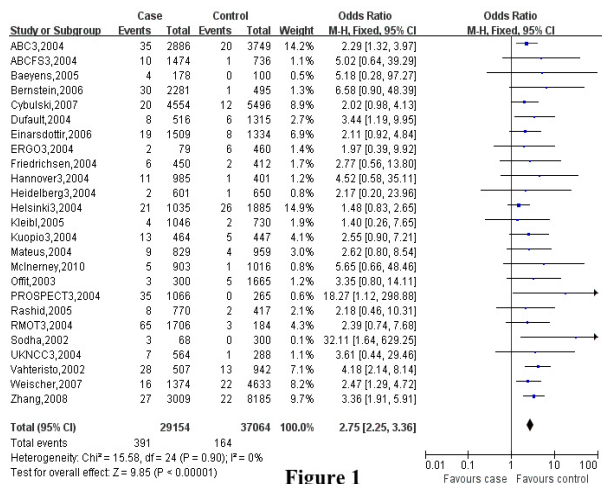 Case Control Odds Ratio Odds Ratio
Study or Subgroup Events Total Events Total Weight M-H, Fixed, 95% CI M-H, Fixed, 95% CI
ABC3,2004 35 2886 20 3749 14.2% 2.29 [1.32, 3.97]
ABCFS3,2004 10 1474 1 736 1.1% 5.02 [0.64, 39.29]
Baeyens,2005 4 178 0 100 0.5% 5.18 [0.28, 97.27]
Bernstein,2006 30 2281 1 495 1.3% 6.58 [0.90, 48.39]
Cybulski,2007 20 4554 12 5496 9.0% 2.02 [0.98, 4.13]
Dufault,2004 8 516 6 1315 2.8% 3.44 [1.19, 9.95]
Einarsdottir,2006 19 1509 8 1334 6.9% 2.11 [0.92, 4.84]
ERGO3,2004 2 79 6 460 1.4% 1.97 [0.39, 9.92]
Friedrichsen,2004 6 450 2 412 1.7% 2.77 [0.56, 13.80]
Hannover3,2004 11 985 1 401 1.2% 4.52 [0.58, 35.11]
Heidelberg3,2004 2 601 1 650 1.0% 2.17 [0.20, 23.96]
Helsinki3,2004 21 1035 26 1885 14.9% 1.48 [0.83, 2.65]
Kleibl,2005 4 1046 2 730 1.9% 1.40 [0.26, 7.65]
Kuopio3,2004 13 464 5 447 4.1% 2.55 [0.90, 7.21]
Mateus,2004 9 829 4 959 3.1% 2.62 [0.80, 8.54]
McInerney,2010 5 903 1 1016 0.8% 5.65 [0.66, 48.46]
Offit,2003 3 300 5 1665 1.3% 3.35 [0.80, 14.11]
PROSPECT3,2004 35 1066 0 265 0.6% 18.27 [1.12, 298.88]
Rashid,2005 8 770 2 417 2.1% 2.18 [0.46, 10.31]
RMOT3,2004 65 1706 3 184 4.3% 2.39 [0.74, 7.68]
Sodha,2002 3 68 0 300 0.1% 32.11 [1.64, 629.25]
UKNCC3,2004 7 564 1 288 1.1% 3.61 [0.44, 29.46]
Vahteristo,2002 28 507 13 942 7.1% 4.18 [2.14, 8.14]
Weischer,2007 16 1374 22 4633 8.2% 2.47 [1.29, 4.72]
Zhang,2008 27 3009 22 8185 9.6% 3.36 [1.91, 5.91]
Total (95% CI) 29154 37064 100.0% 2.75 [2.25, 3.36]
Total events 391 164
Heterogeneity: Chi² = 15.58, df = 24 (P = 0.90); I² = 0%
Test for overall effect: Z = 9.85 (P < 0.00001)
0.01 0.1 1 10 100
Favours case Favours control
Figure 1